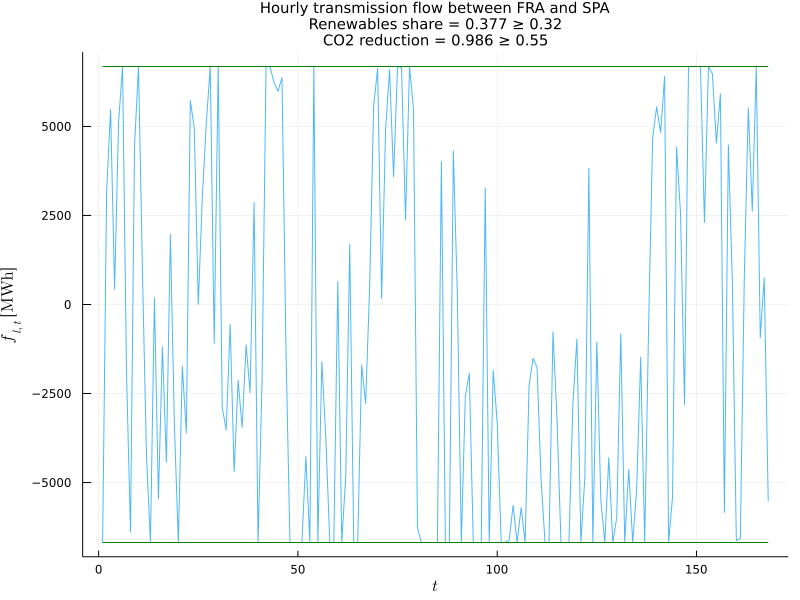 Hourly transmission flow between FRA and SPA
Renewables share = 0.377 ≥ 0.32
CO2 reduction = 0.986 ≥ 0.55
5000
2500
0
−2500
−5000
f_{l,t} [MWh]
0
50
100
150
t